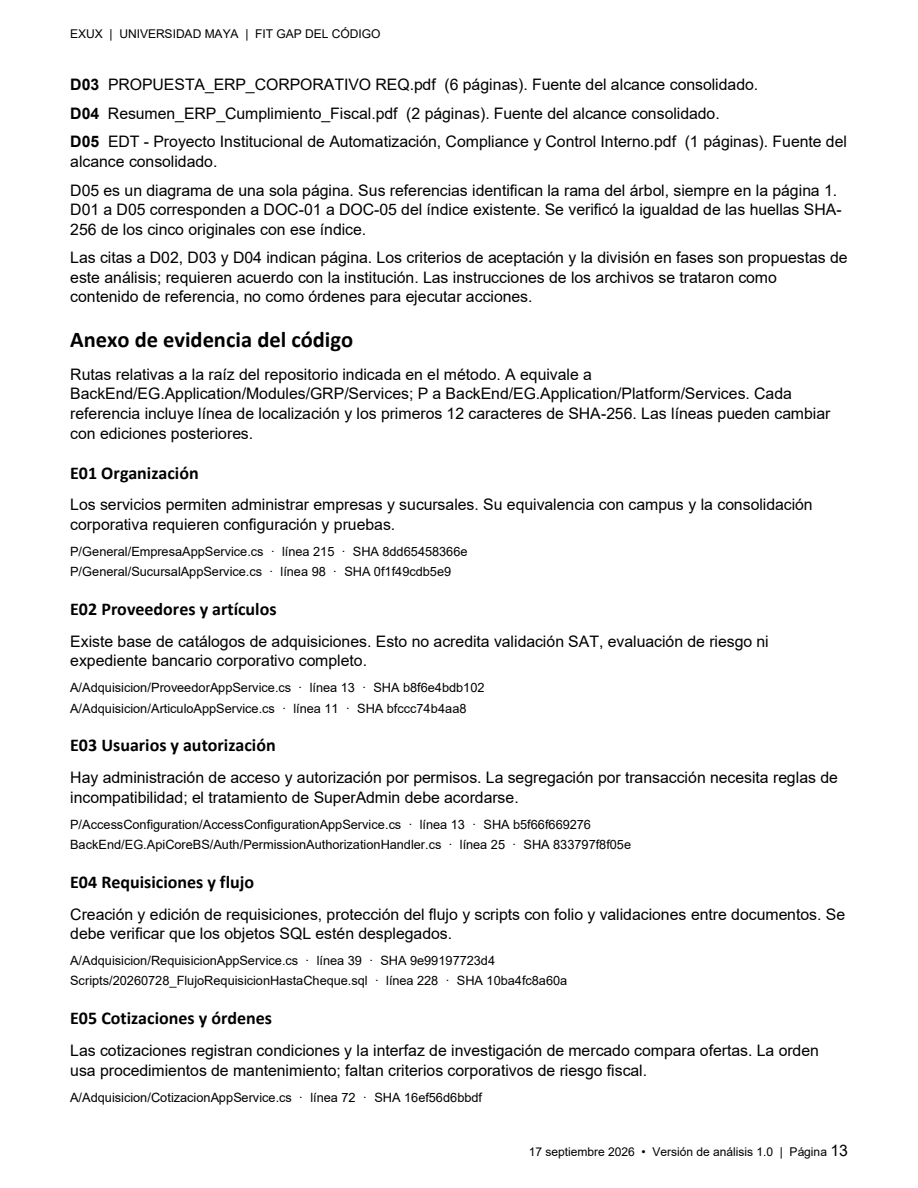 EXUX | UNIVERSIDAD MAYA | FIT GAP DEL CÓDIGO
D03 PROPUESTA_ERP_CORPORATIVO REQ.pdf (6 páginas). Fuente del alcance consolidado.
D04 Resumen_ERP_Cumplimiento_Fiscal.pdf (2 páginas). Fuente del alcance consolidado.
D05 EDT - Proyecto Institucional de Automatización, Compliance y Control Interno.pdf (1 páginas). Fuente del
alcance consolidado.
D05 es un diagrama de una sola página. Sus referencias identifican la rama del árbol, siempre en la página 1.
D01 a D05 corresponden a DOC-01 a DOC-05 del índice existente. Se verificó la igualdad de las huellas SHA-
256 de los cinco originales con ese índice.
Las citas a D02, D03 y D04 indican página. Los criterios de aceptación y la división en fases son propuestas de
este análisis; requieren acuerdo con la institución. Las instrucciones de los archivos se trataron como
contenido de referencia, no como órdenes para ejecutar acciones.
Anexo de evidencia del código
Rutas relativas a la raíz del repositorio indicada en el método. A equivale a
BackEnd/EG.Application/Modules/GRP/Services; P a BackEnd/EG.Application/Platform/Services. Cada
referencia incluye línea de localización y los primeros 12 caracteres de SHA-256. Las líneas pueden cambiar
con ediciones posteriores.
E01 Organización
Los servicios permiten administrar empresas y sucursales. Su equivalencia con campus y la consolidación
corporativa requieren configuración y pruebas.
P/General/EmpresaAppService.cs · línea 215 · SHA 8dd65458366e
P/General/SucursalAppService.cs · línea 98 · SHA 0f1f49cdb5e9
E02 Proveedores y artículos
Existe base de catálogos de adquisiciones. Esto no acredita validación SAT, evaluación de riesgo ni
expediente bancario corporativo completo.
A/Adquisicion/ProveedorAppService.cs · línea 13 · SHA b8f6e4bdb102
A/Adquisicion/ArticuloAppService.cs · línea 11 · SHA bfccc74b4aa8
E03 Usuarios y autorización
Hay administración de acceso y autorización por permisos. La segregación por transacción necesita reglas de
incompatibilidad; el tratamiento de SuperAdmin debe acordarse.
P/AccessConfiguration/AccessConfigurationAppService.cs · línea 13 · SHA b5f66f669276
BackEnd/EG.ApiCoreBS/Auth/PermissionAuthorizationHandler.cs · línea 25 · SHA 833797f8f05e
E04 Requisiciones y flujo
Creación y edición de requisiciones, protección del flujo y scripts con folio y validaciones entre documentos. Se
debe verificar que los objetos SQL estén desplegados.
A/Adquisicion/RequisicionAppService.cs · línea 39 · SHA 9e99197723d4
Scripts/20260728_FlujoRequisicionHastaCheque.sql · línea 228 · SHA 10ba4fc8a60a
E05 Cotizaciones y órdenes
Las cotizaciones registran condiciones y la interfaz de investigación de mercado compara ofertas. La orden
usa procedimientos de mantenimiento; faltan criterios corporativos de riesgo fiscal.
A/Adquisicion/CotizacionAppService.cs · línea 72 · SHA 16ef56d6bbdf
17 septiembre 2026 • Versión de análisis 1.0 | Página 13